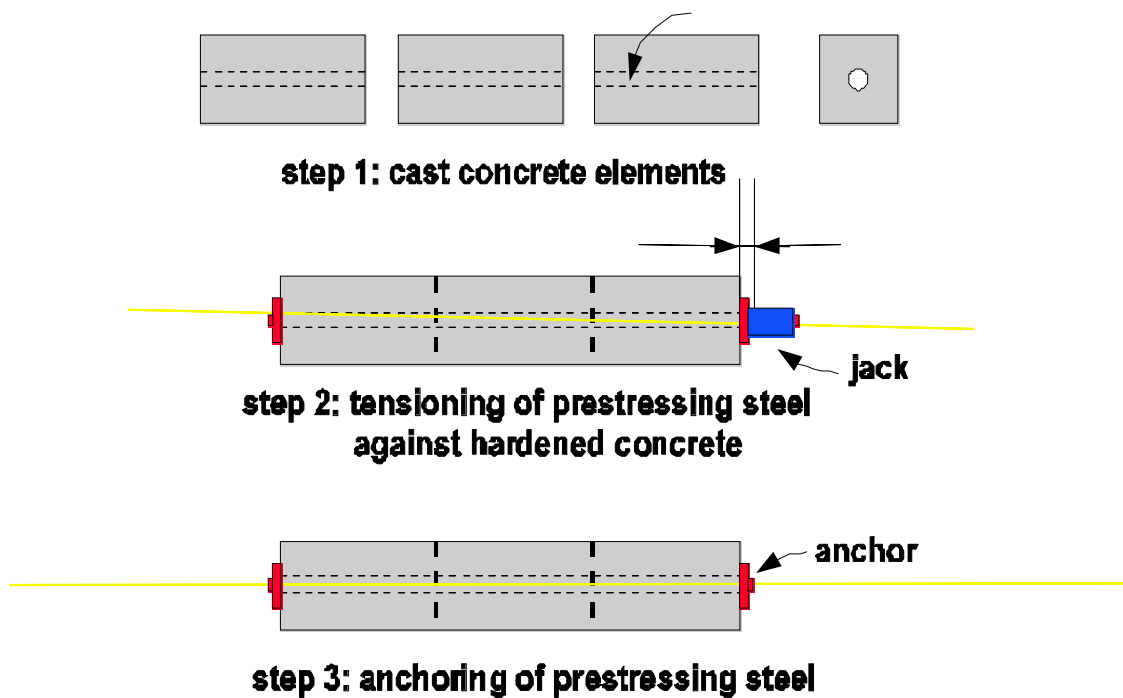 step 1: cast concrete elements
jack
step 2: tensioning of prestressing steel
against hardened concrete
anchor
step 3: anchoring of prestressing steel